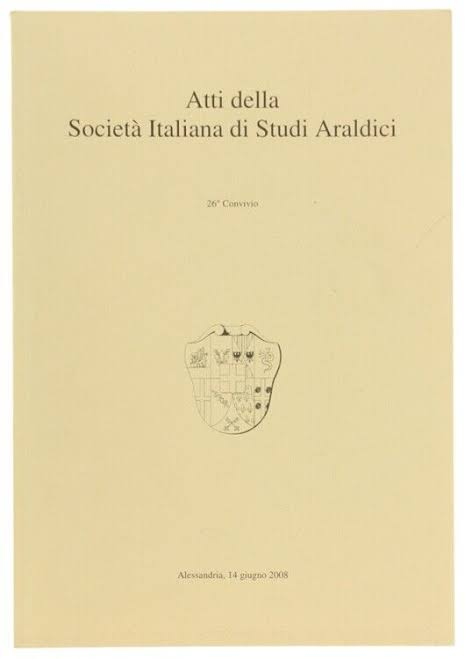 Atti della
Società Italiana di Studi Araldici
26° Convivio
Alessandria, 14 giugno 2008